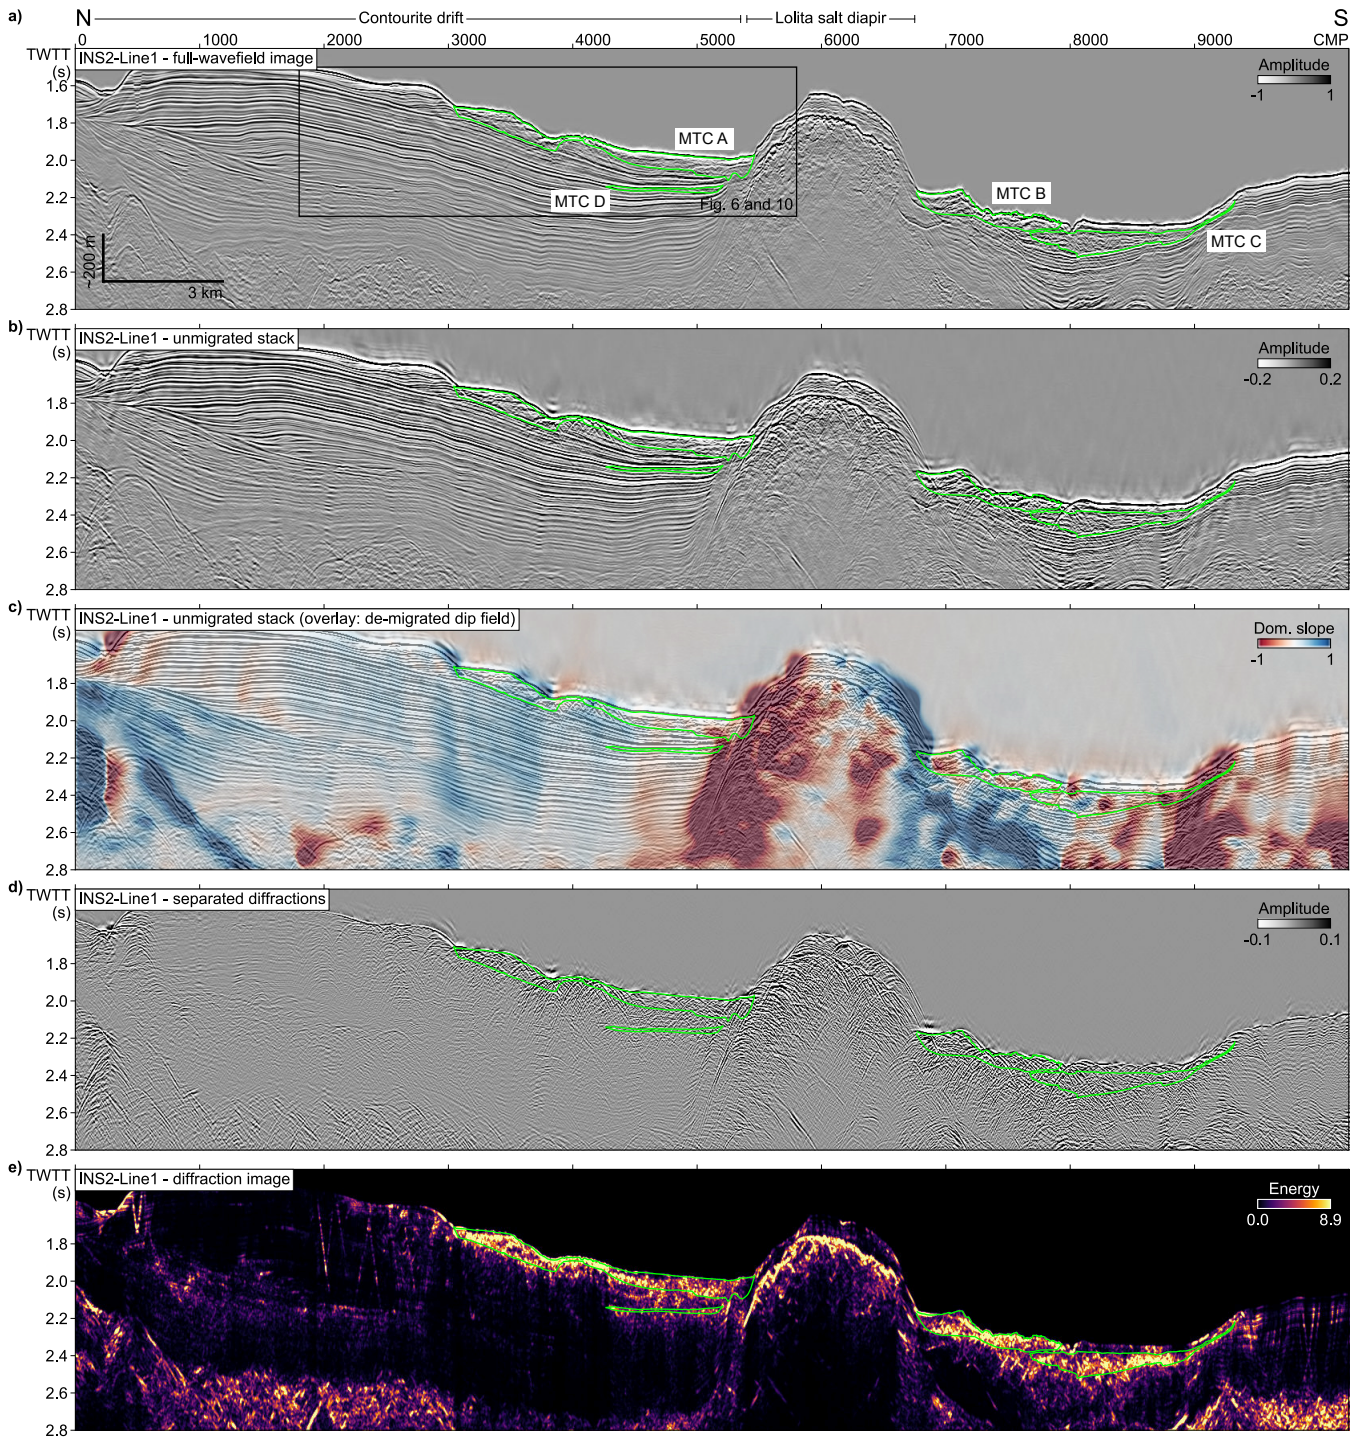 a) N Contourite drift Lolita salt diapir S
0 1000 2000 3000 4000 5000 6000 7000 8000 9000 CMP
TWTT
(s)
INS2-Line1 - full-wavefield image
Amplitude
-1 1
1.6
1.8
2.0
2.2
2.4
2.6
2.8
MTC A
MTC D
MTC B
MTC C
Fig. 6 and 10
~200 m
3 km
b) TWTT
(s)
INS2-Line1 - unmigrated stack
Amplitude
-0.2 0.2
1.8
2.0
2.2
2.4
2.6
2.8
c) TWTT
(s)
INS2-Line1 - unmigrated stack (overlay: de-migrated dip field)
Dom. slope
-1 1
1.8
2.0
2.2
2.4
2.6
2.8
d) TWTT
(s)
INS2-Line1 - separated diffractions
Amplitude
-0.1 0.1
1.8
2.0
2.2
2.4
2.6
2.8
e) TWTT
(s)
INS2-Line1 - diffraction image
Energy
0.0 8.9
1.8
2.0
2.2
2.4
2.6
2.8